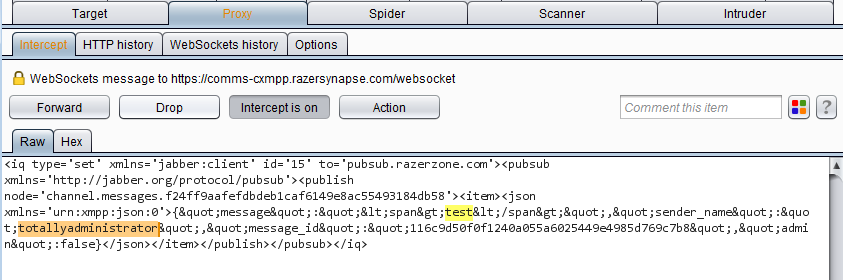 Target Proxy Spider Scanner Intruder
Intercept HTTP history WebSockets history Options
WebSockets message to https://comms-cxmpp.razersynapse.com/websocket
Forward Drop Intercept is on Action Comment this item ?
Raw Hex
<iq type='set' xmlns='jabber:client' id='15' to='pubsub.razerzone.com'><pubsub
xmlns='http://jabber.org/protocol/pubsub'><publish
node='channel.messages.f24ff9aafefdbdeb1caf6149e8ac55493184db58'><item><json
xmlns='urn:xmpp:json:0'>{&quot;message&quot;:&quot;&lt;span&gt;test&lt;/span&gt;&quot;,&quot;sender_name&quot;:&quo
t;totallyadministrator&quot;,&quot;message_id&quot;:&quot;116c9d50f0f1240a055a6025449e4985d769c7b8&quot;,&quot;admi
n&quot;:false}</json></item></publish></pubsub></iq>